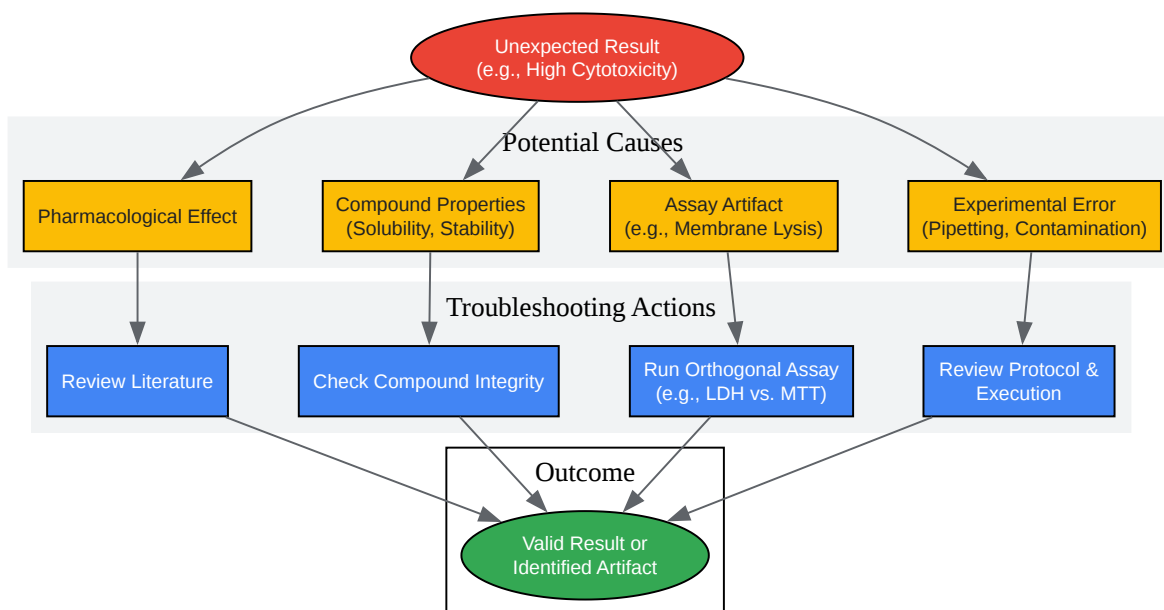 Unexpected Result
(e.g., High Cytotoxicity)
Potential Causes
Pharmacological Effect
Compound Properties
(Solubility, Stability)
Assay Artifact
(e.g., Membrane Lysis)
Experimental Error
(Pipetting, Contamination)
Troubleshooting Actions
Review Literature
Check Compound Integrity
Run Orthogonal Assay
(e.g., LDH vs. MTT)
Review Protocol &
Execution
Outcome
Valid Result or
Identified Artifact